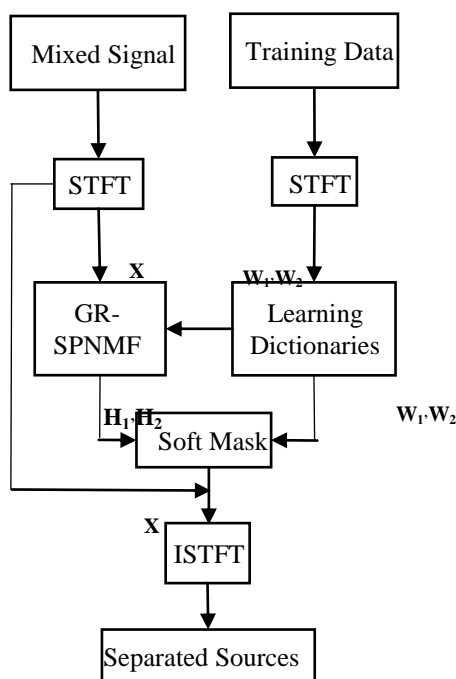 Mixed Signal
Training Data
STFT
STFT
X
W₁,W₂
GR-
SPNMF
Learning
Dictionaries
H₁,H₂
W₁,W₂
Soft Mask
X
ISTFT
Separated Sources